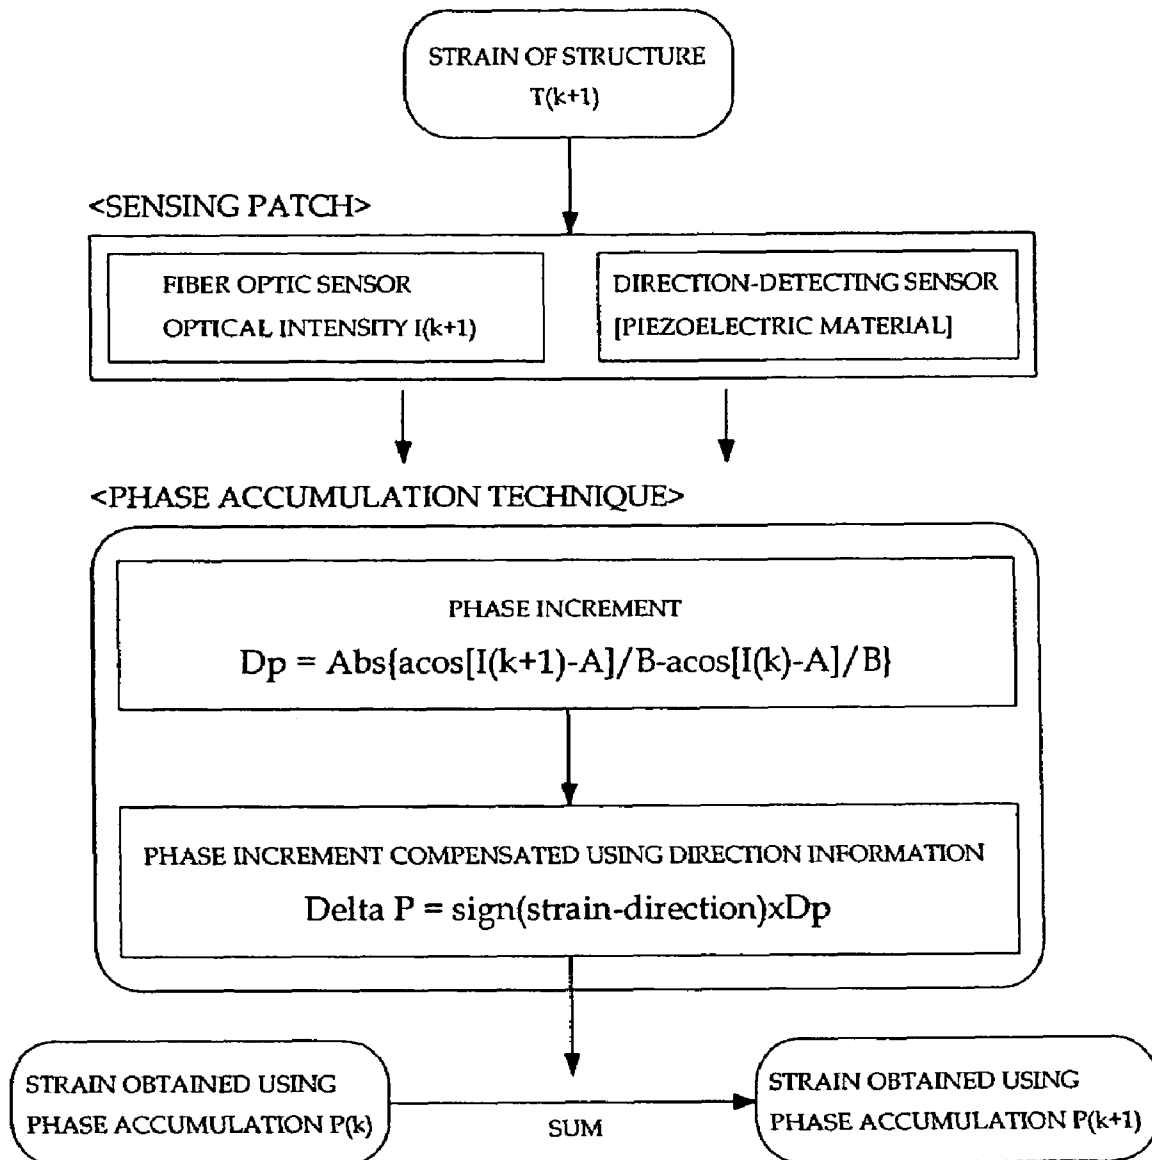 STRAIN OF STRUCTURE
T(k+1)
<SENSING PATCH>
FIBER OPTIC SENSOR
OPTICAL INTENSITY I(k+1)
DIRECTION-DETECTING SENSOR
[PIEZOELECTRIC MATERIAL]
<PHASE ACCUMULATION TECHNIQUE>
PHASE INCREMENT
Dp = Abs{acos[I(k+1)-A]/B-acos[I(k)-A]/B}
PHASE INCREMENT COMPENSATED USING DIRECTION INFORMATION
Delta P = sign(strain-direction)xDp
STRAIN OBTAINED USING
PHASE ACCUMULATION P(k)
SUM
STRAIN OBTAINED USING
PHASE ACCUMULATION P(k+1)